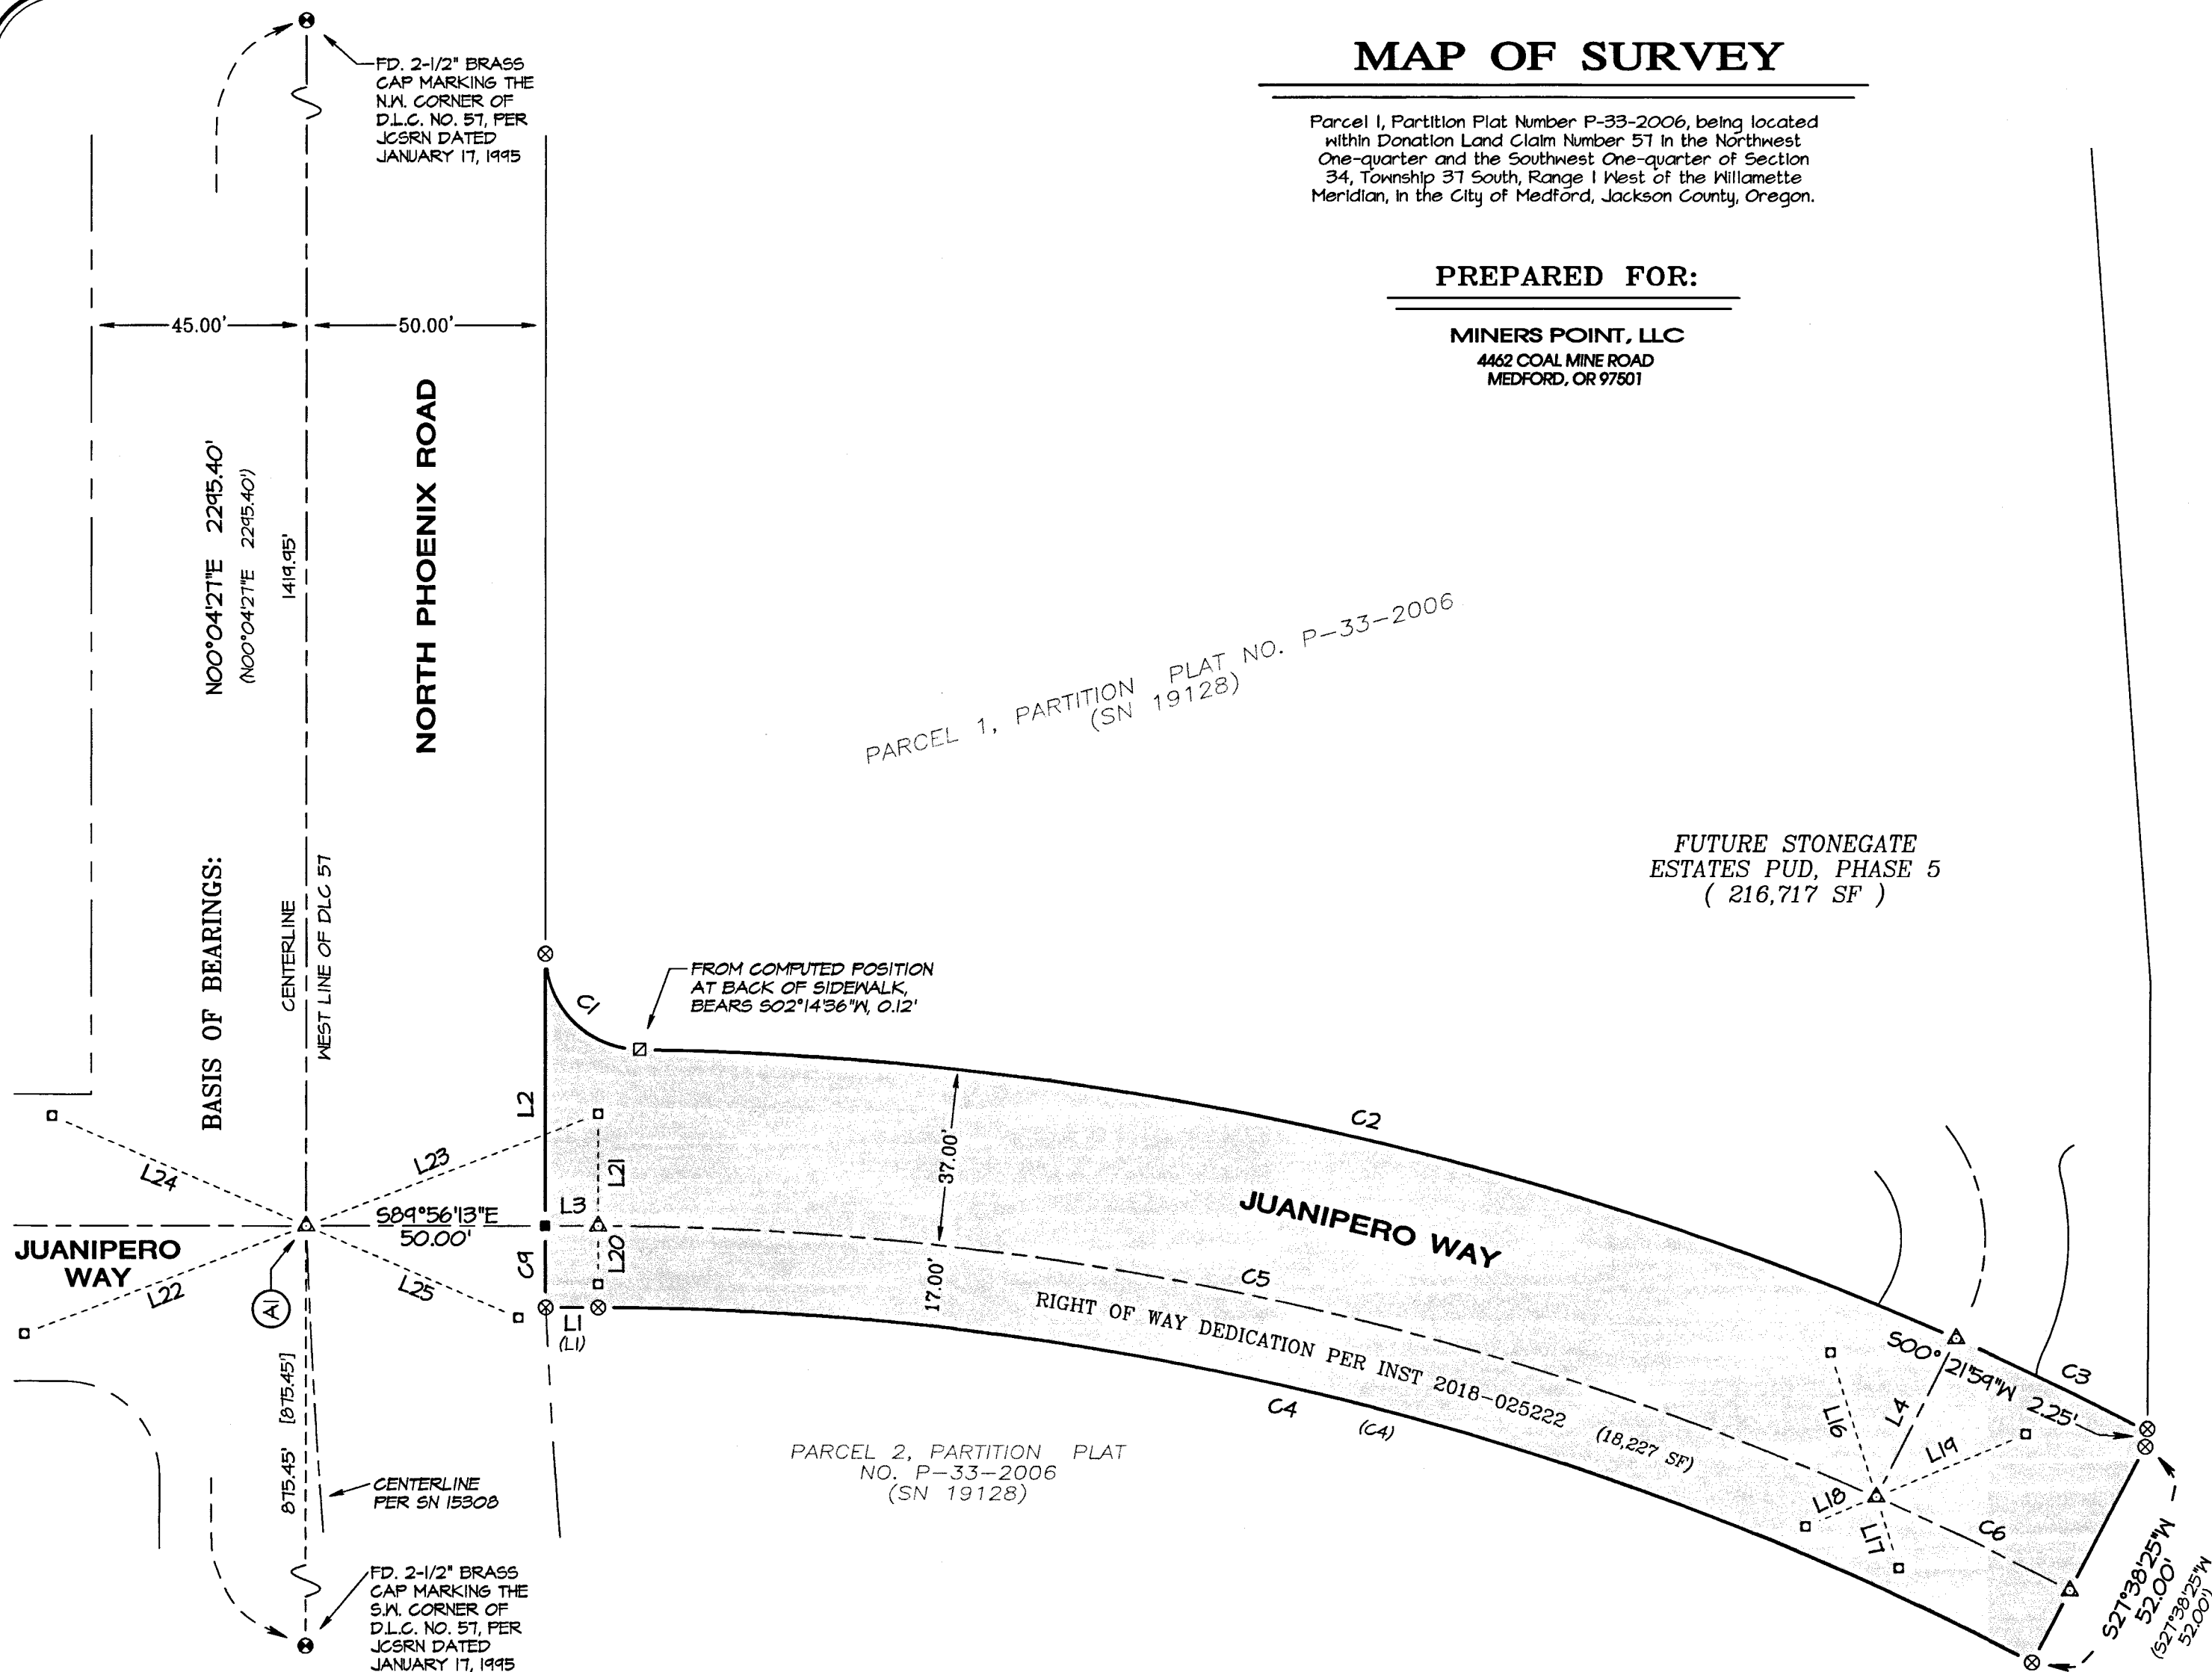 MAP OF SURVEY
Parcel 1, Partition Plat Number P-33-2006, being located
within Donation Land Claim Number 57 in the Northwest
One-quarter and the Southwest One-quarter of Section
34, Township 37 South, Range 1 West of the Willamette
Meridian, in the City of Medford, Jackson County, Oregon.
PREPARED FOR:
MINERS POINT, LLC
4462 COAL MINE ROAD
MEDFORD, OR 97501
FD. 2-1/2" BRASS
CAP MARKING THE
N.W. CORNER OF
D.L.C. NO. 57, PER
JCSRN DATED
JANUARY 17, 1995
45.00'
50.00'
NORTH PHOENIX ROAD
N00°04'27"E 2295.40'
(N00°04'27"E 2295.40')
1419.95'
BASIS OF BEARINGS:
CENTERLINE
WEST LINE OF DLC 57
PARCEL 1, PARTITION PLAT NO. P-33-2006
(SN 19128)
FUTURE STONEGATE
ESTATES PUD, PHASE 5
( 216,717 SF )
FROM COMPUTED POSITION
AT BACK OF SIDEWALK,
BEARS S02°14'36"W, 0.12'
C1
L2
C2
L24
L23
L21
37.00'
L3
S89°56'13"E
50.00'
JUANIPERO
WAY
JUANIPERO WAY
L22
A1
L25
C9
L20
17.00'
C5
L1
(L1)
RIGHT OF WAY DEDICATION PER INST 2018-025222
(18,227 SF)
C4
(C4)
S00°21'59"W 2.25'
C3
L4
L16
L19
L18
L17
C6
875.45' [875.45']
CENTERLINE
PER SN 15308
PARCEL 2, PARTITION PLAT
NO. P-33-2006
(SN 19128)
S27°38'25"W
52.00'
(S27°38'25"W
52.00')
FD. 2-1/2" BRASS
CAP MARKING THE
S.W. CORNER OF
D.L.C. NO. 57, PER
JCSRN DATED
JANUARY 17, 1995